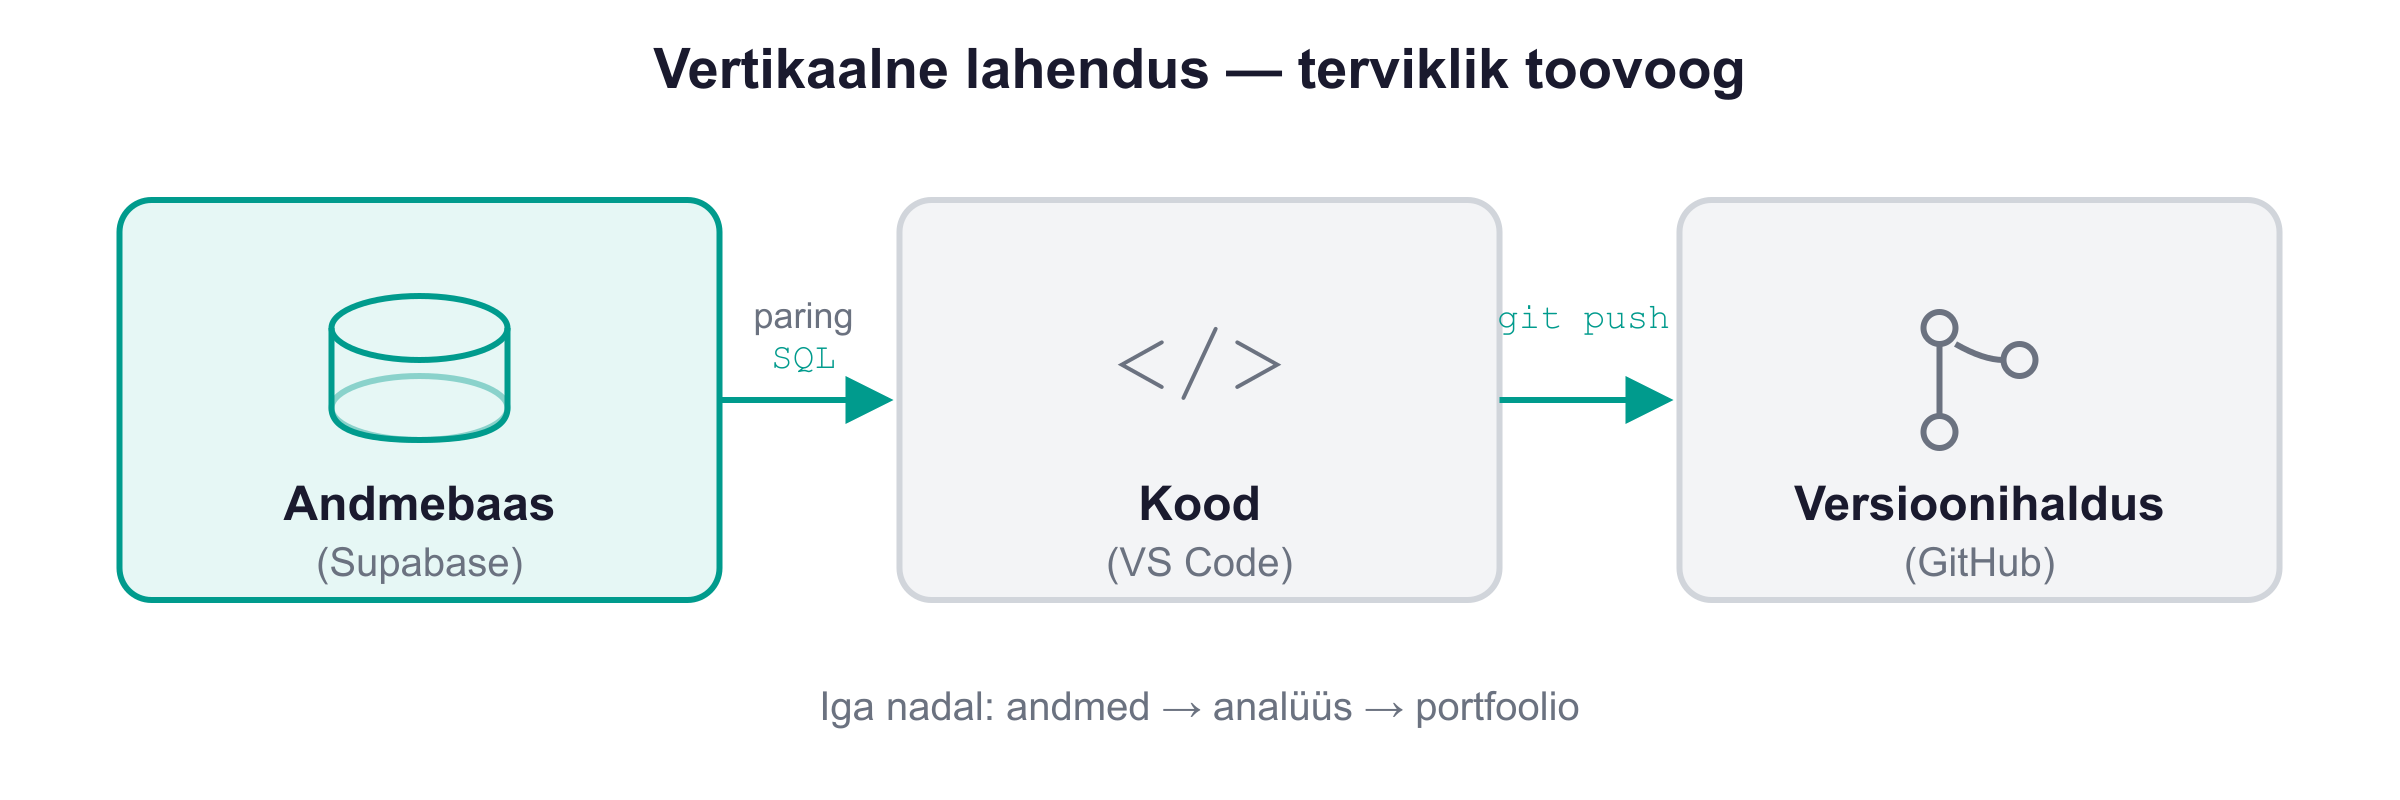 Vertikaalne lahendus — terviklik toovoog
paring
SQL
git push
</>
Andmebaas
(Supabase)
Kood
(VS Code)
Versioonihaldus
(GitHub)
Iga nadal: andmed → analüüs → portfoolio